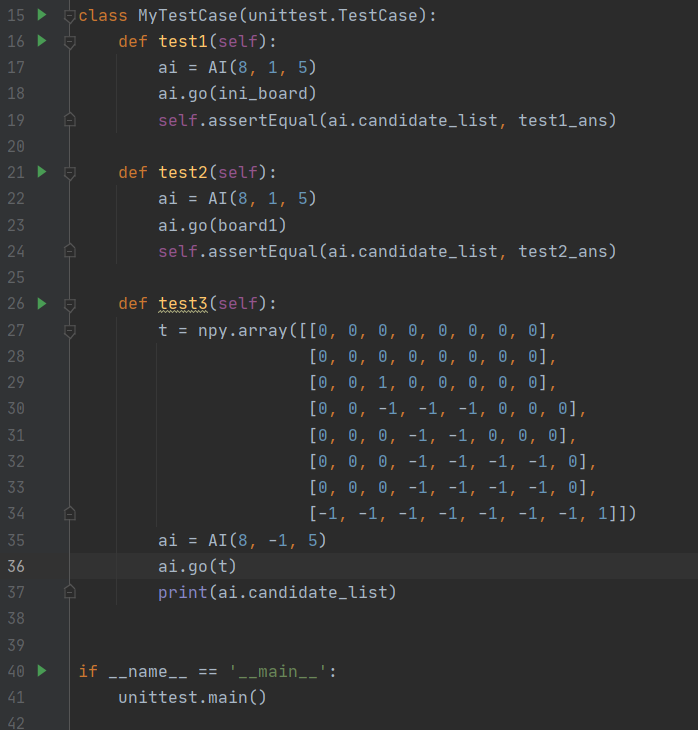 15 class MyTestCase(unittest.TestCase):
16     def test1(self):
17         ai = AI(8, 1, 5)
18         ai.go(ini_board)
19         self.assertEqual(ai.candidate_list, test1_ans)
20
21     def test2(self):
22         ai = AI(8, 1, 5)
23         ai.go(board1)
24         self.assertEqual(ai.candidate_list, test2_ans)
25
26     def test3(self):
27         t = npy.array([[0, 0, 0, 0, 0, 0, 0, 0],
28                        [0, 0, 0, 0, 0, 0, 0, 0],
29                        [0, 0, 1, 0, 0, 0, 0, 0],
30                        [0, 0, -1, -1, -1, 0, 0, 0],
31                        [0, 0, 0, -1, -1, 0, 0, 0],
32                        [0, 0, 0, -1, -1, -1, -1, 0],
33                        [0, 0, 0, -1, -1, -1, -1, 0],
34                        [-1, -1, -1, -1, -1, -1, -1, 1]])
35         ai = AI(8, -1, 5)
36         ai.go(t)
37         print(ai.candidate_list)
38
39
40 if __name__ == '__main__':
41     unittest.main()
42